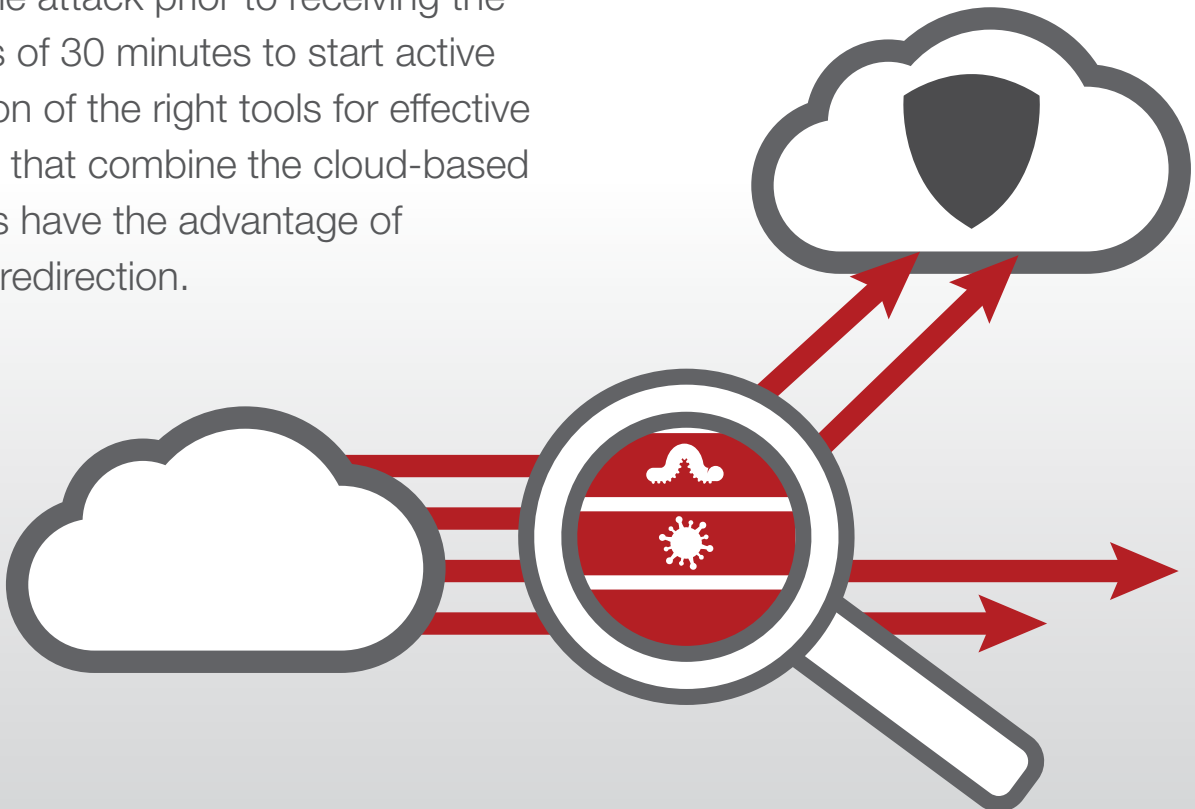 e attack prior to receiving the
s of 30 minutes to start active
on of the right tools for effective
that combine the cloud-based
s have the advantage of
redirection.